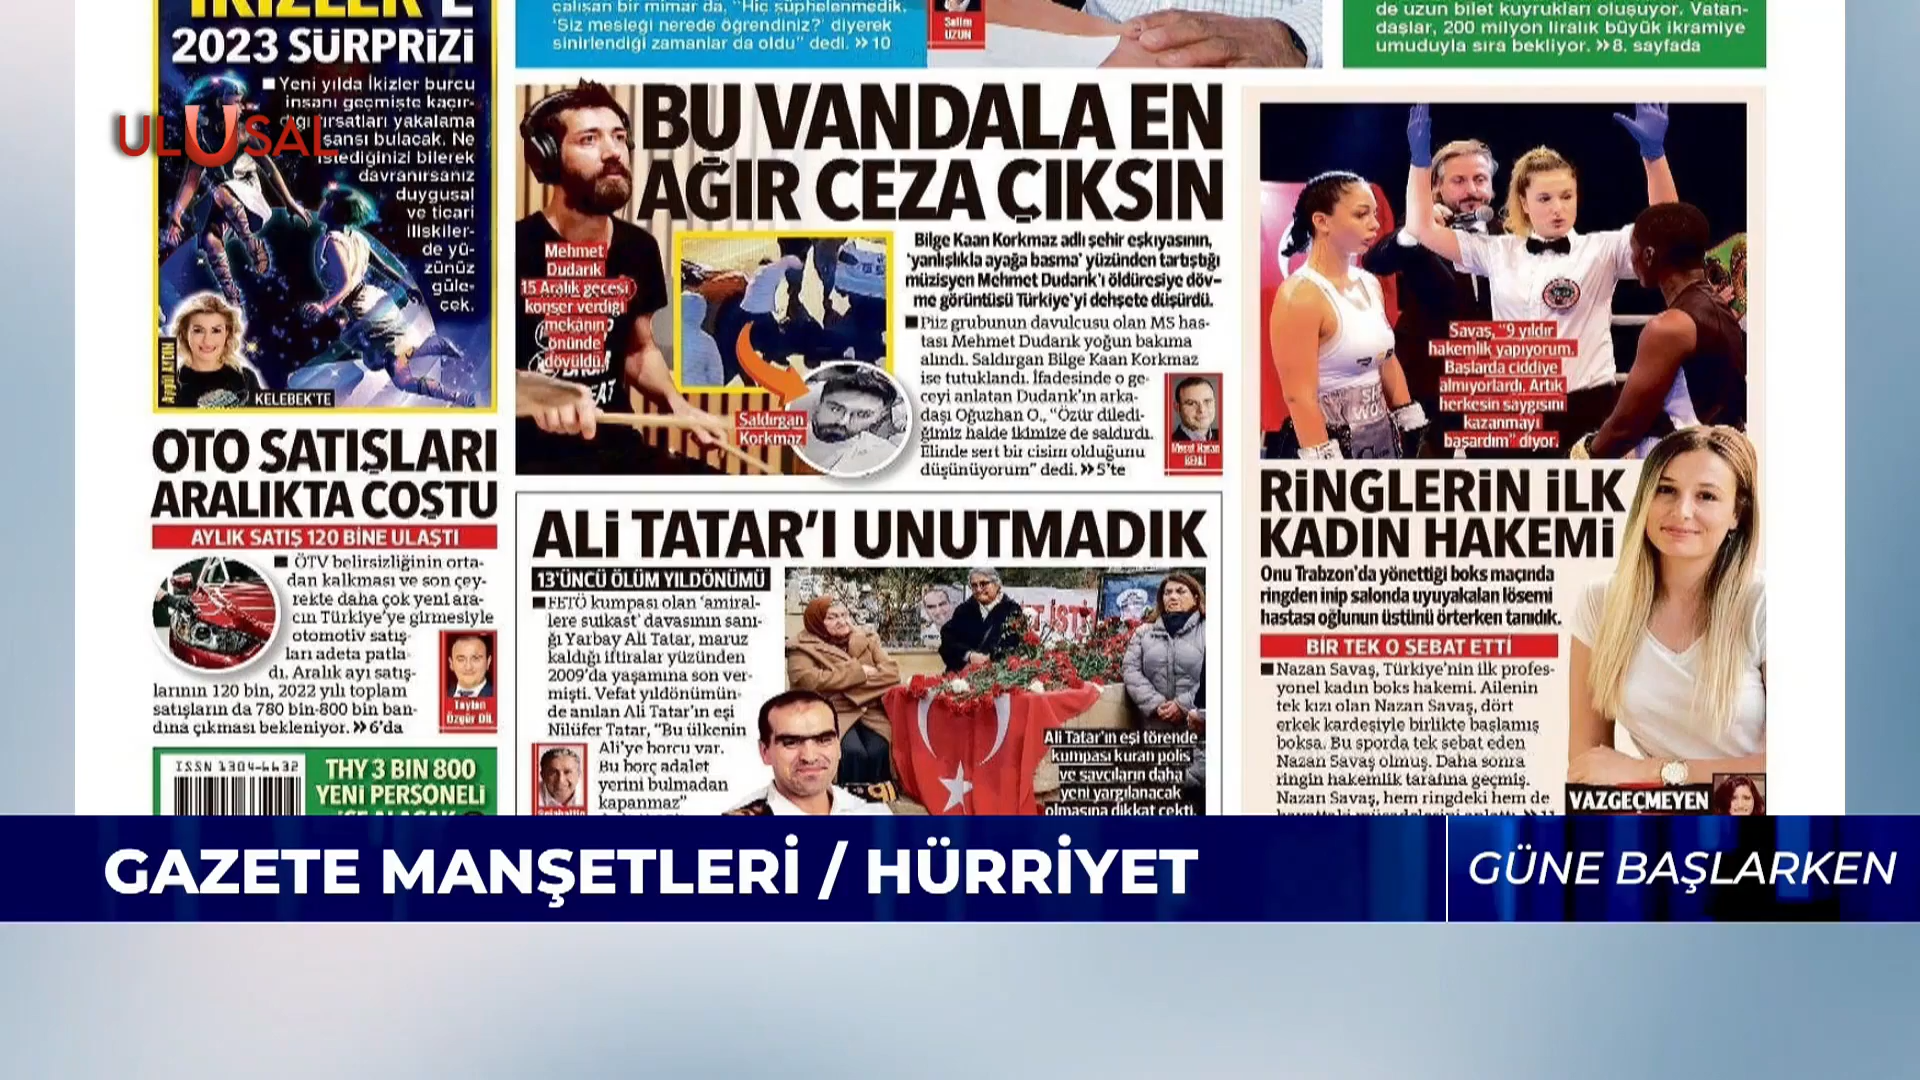 İKİZLER'E
2023 SÜRPRİZİ
Yeni yılda İkizler burcu
insanı geçmişte kaçır-
dığı fırsatları yakalama
şansı bulacak. Ne
istediğinizi bilerek
davranırsanız
duygusal
ve ticari
ilişkiler-
de yü-
zünüz
güle-
cek.
Aygül AYDIN
KELEBEK'TE
ULUSAL
OTO SATIŞLARI
ARALIKTA COŞTU
AYLIK SATIŞ 120 BİNE ULAŞTI
ÖTV belirsizliğinin orta-
dan kalkması ve son çey-
rekte daha çok yeni ara-
cın Türkiye'ye girmesiyle
otomotiv satış-
ları adeta patla-
dı. Aralık ayı satış-
larının 120 bin, 2022 yılı toplam
satışların da 780 bin-800 bin ban-
dına çıkması bekleniyor. »6'da
Taylan
Özgür DİL
ISSN 1304-6632
THY 3 BİN 800
YENİ PERSONELİ
İŞE ALACAK
çalışan bir mimar da, "Hiç şüphelenmedik.
'Siz mesleği nerede öğrendiniz?' diyerek
sinirlendiği zamanlar da oldu" dedi. »10
Salim
UZUN
de uzun bilet kuyrukları oluşuyor. Vatan-
daşlar, 200 milyon liralık büyük ikramiye
umuduyla sıra bekliyor. »8. sayfada
BU VANDALA EN
AĞIR CEZA ÇIKSIN
Mehmet
Dudarık
15 Aralık gecesi
konser verdiği
mekânın
önünde
dövüldü.
Saldırgan
Korkmaz
Bilge Kaan Korkmaz adlı şehir eşkıyasının,
'yanlışlıkla ayağa basma' yüzünden tartıştığı
müzisyen Mehmet Dudarık'ı öldüresiye döv-
me görüntüsü Türkiye'yi dehşete düşürdü.
Piiz grubunun davulcusu olan MS has-
tası Mehmet Dudarık yoğun bakıma
alındı. Saldırgan Bilge Kaan Korkmaz
ise tutuklandı. İfadesinde o ge-
ceyi anlatan Dudarık'ın arka-
daşı Oğuzhan O., "Özür diledi-
ğimiz halde ikimize de saldırdı.
Elinde sert bir cisim olduğunu
düşünüyorum" dedi. »5'te
ALİ TATAR'I UNUTMADIK
13'ÜNCÜ ÖLÜM YILDÖNÜMÜ
FETÖ kumpası olan 'amiral-
lere suikast' davasının sanı-
ğı Yarbay Ali Tatar, maruz
kaldığı iftiralar yüzünden
2009'da yaşamına son ver-
mişti. Vefat yıldönümün-
de anılan Ali Tatar'ın eşi
Nilüfer Tatar, "Bu ülkenin
Ali'ye borcu var.
Bu borç adalet
yerini bulmadan
kapanmaz"
Ali Tatar'ın eşi törende
kumpası kuran polis
ve savcıların daha
yeni yargılanacak
olmasına dikkat çekti.
Savaş, "9 yıldır
hakemlik yapıyorum.
Başlarda ciddiye
almıyorlardı, Artık
herkesin saygısını
kazanmayı
başardım" diyor.
RİNGLERİN İLK
KADIN HAKEMİ
Onu Trabzon'da yönettiği boks maçında
ringden inip salonda uyuyakalan lösemi
hastası oğlunun üstünü örterken tanıdık.
BİR TEK O SEBAT ETTİ
Nazan Savaş, Türkiye'nin ilk profes-
yonel kadın boks hakemi. Ailenin
tek kızı olan Nazan Savaş, dört
erkek kardeşiyle birlikte başlamış
boksa. Bu sporda tek sebat eden
Nazan Savaş olmuş. Daha sonra
ringin hakemlik tarafına geçmiş.
Nazan Savaş, hem ringdeki hem de
VAZGEÇMEYEN
GAZETE MANŞETLERİ / HÜRRİYET
GÜNE BAŞLARKEN